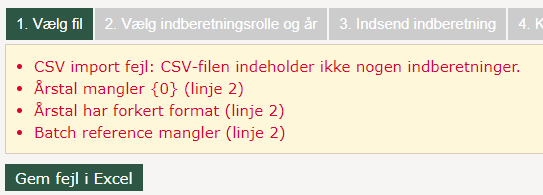 1. Vælg fil 2. Vælg indberetningsrolle og år 3. Indsend indberetning 4. K
CSV import fejl: CSV-filen indeholder ikke nogen indberetninger.
Årstal mangler {0} (linje 2)
Årstal har forkert format (linje 2)
Batch reference mangler (linje 2)
Gem fejl i Excel